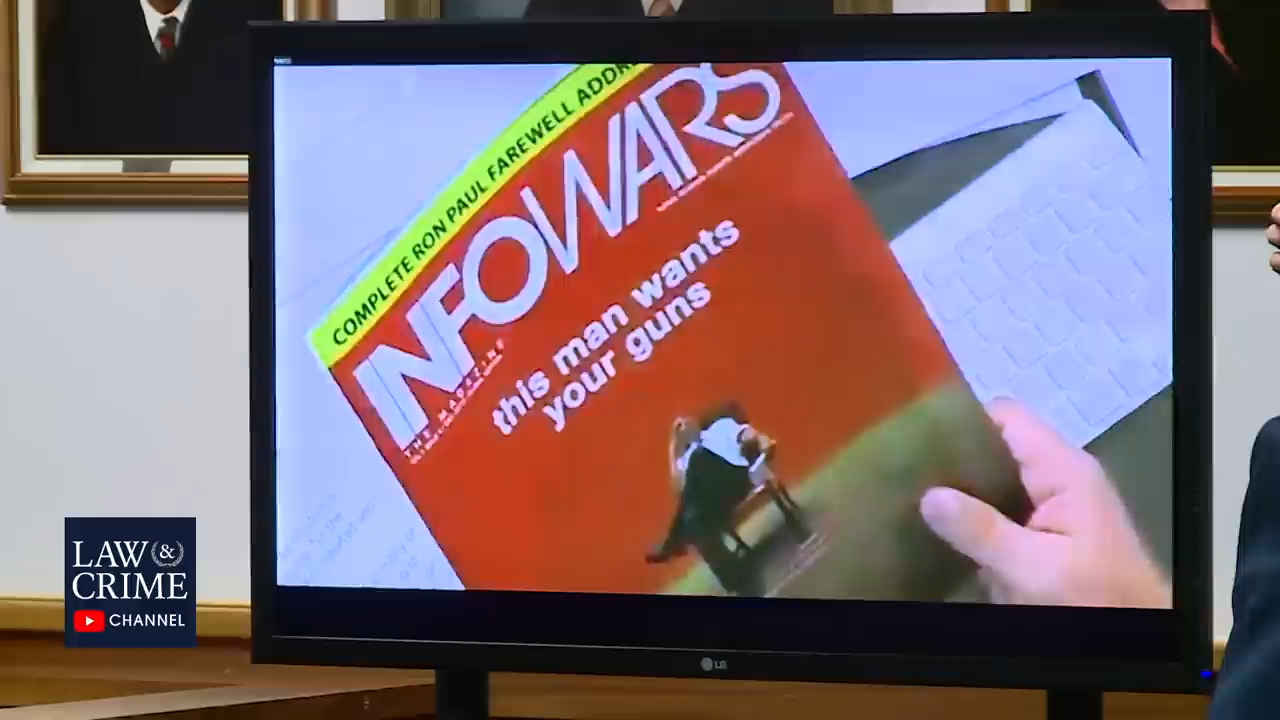 COMPLETE RON PAUL FAREWELL ADDR
INFOWARS
THE MAGAZINE
this man wants
your guns
LAW &
CRIME
CHANNEL
LG